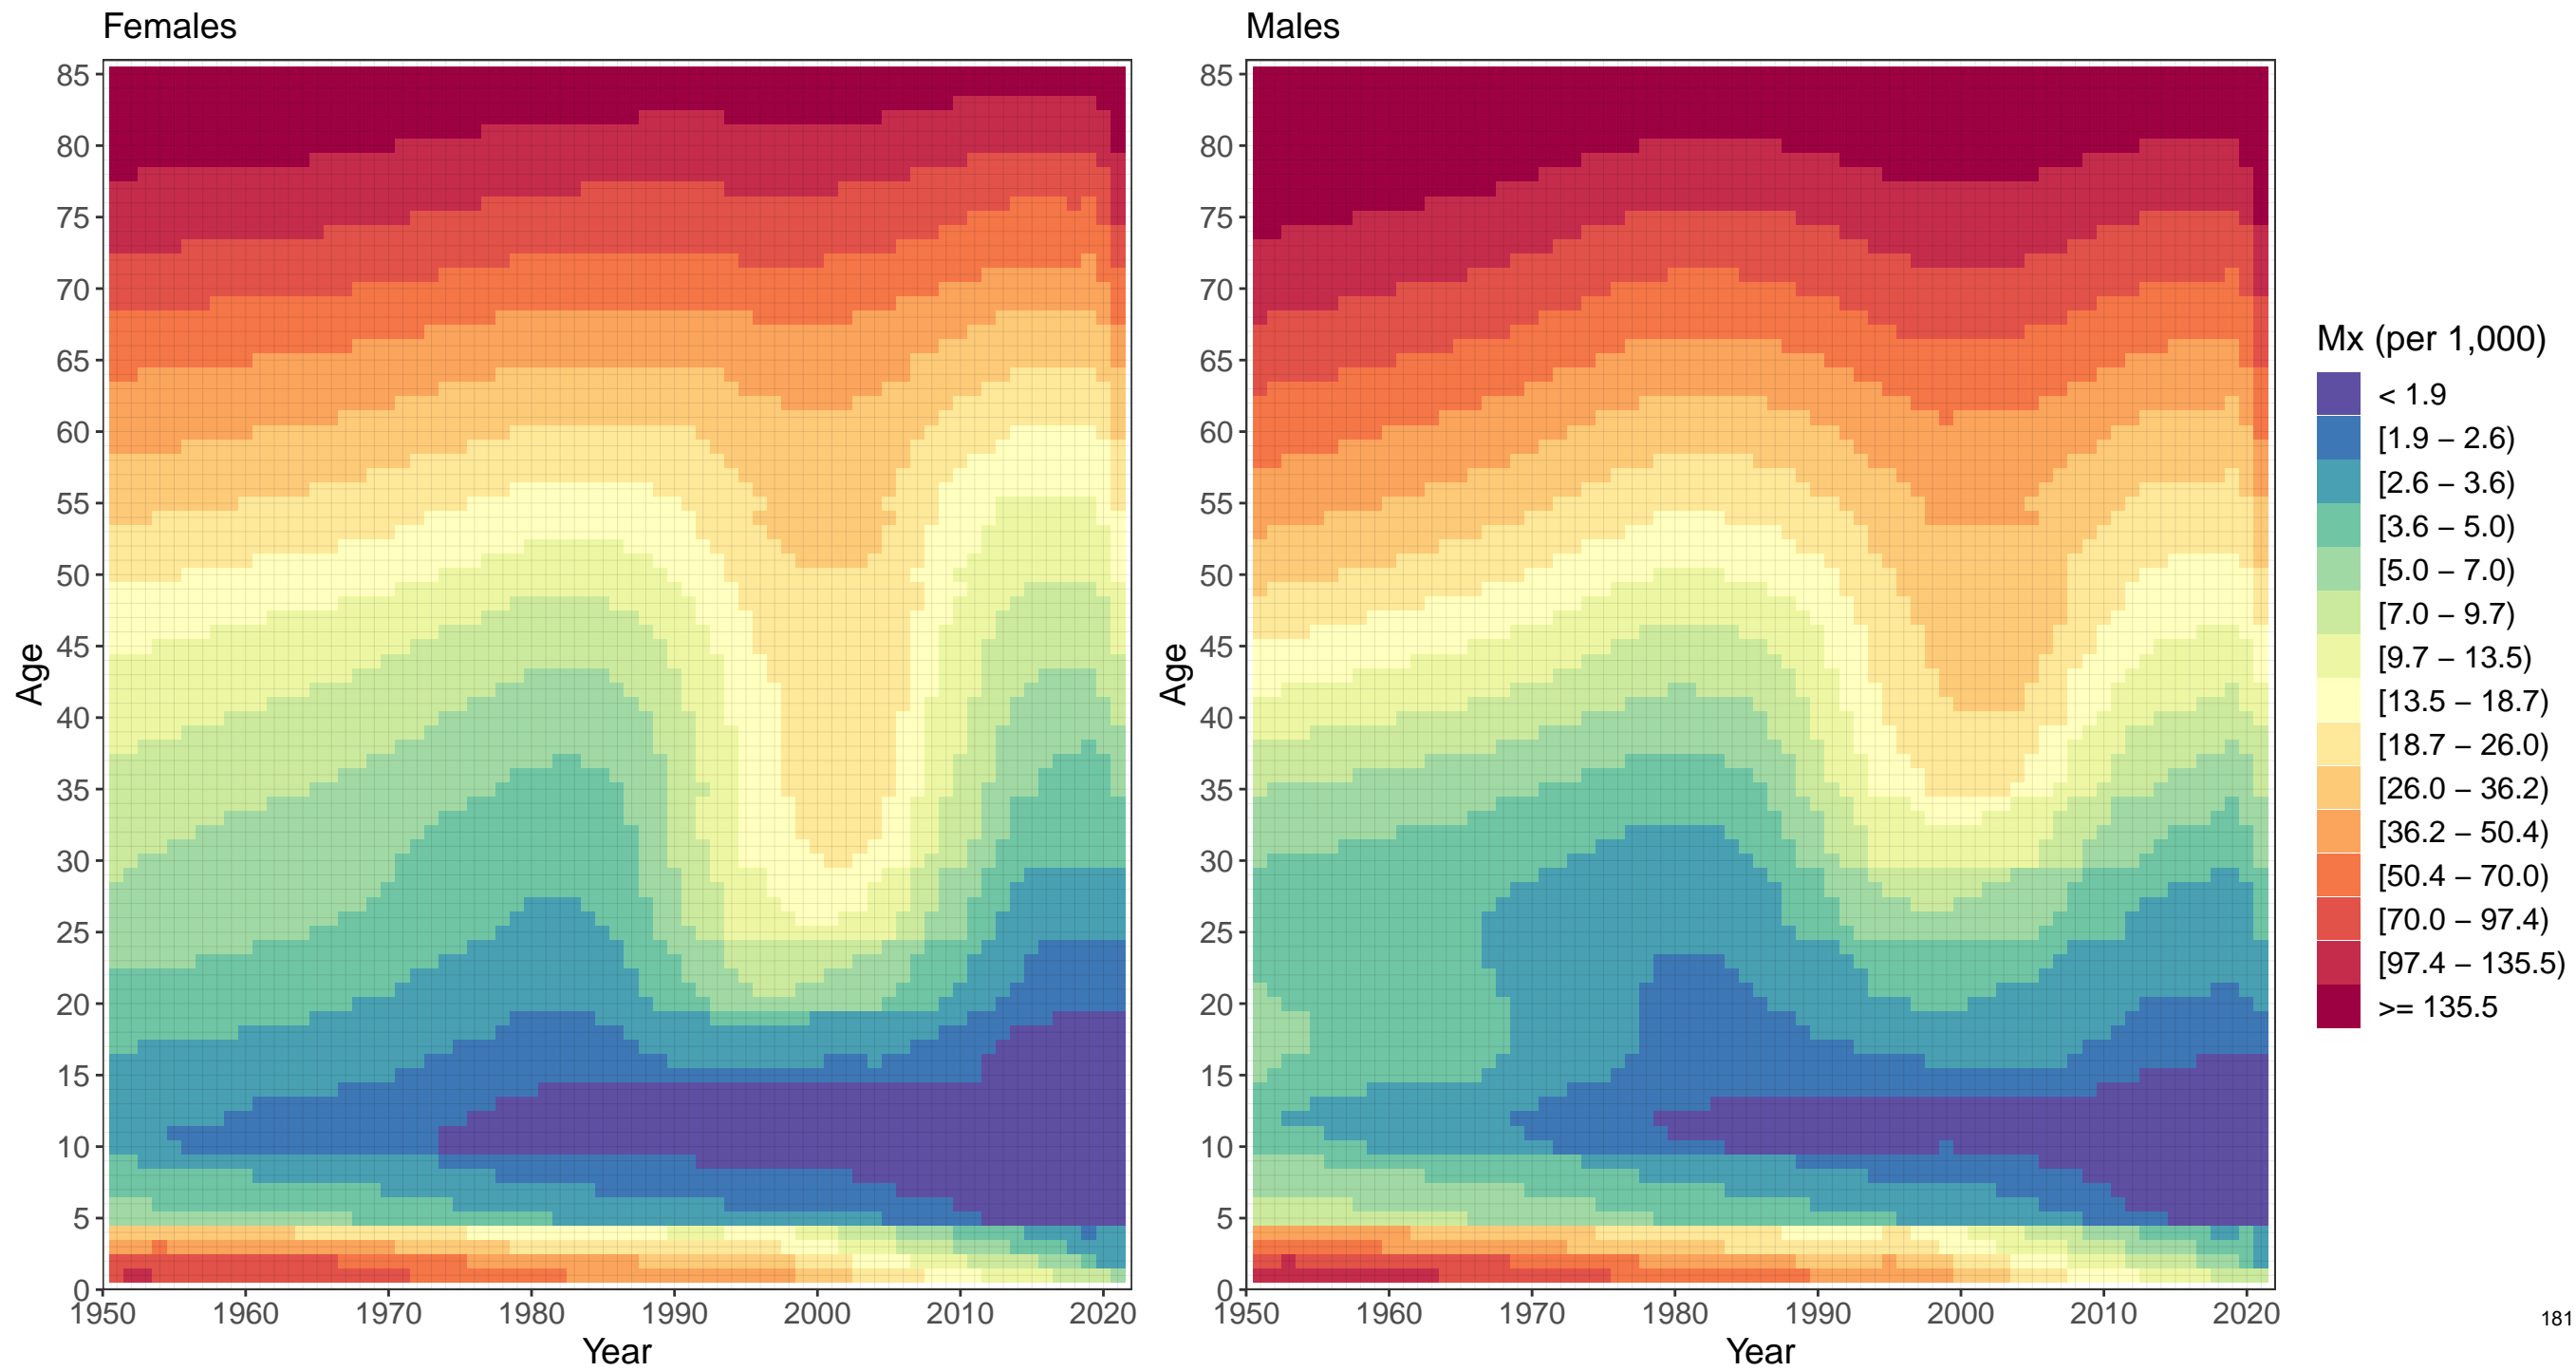 Females
Males
85
80
75
70
65
60
55
50
45
40
35
30
25
20
15
10
5
0
Age
1950
1960
1970
1980
1990
2000
2010
2020
Year
85
80
75
70
65
60
55
50
45
40
35
30
25
20
15
10
5
0
Age
1950
1960
1970
1980
1990
2000
2010
2020
Year
Mx (per 1,000)
< 1.9
[1.9 – 2.6)
[2.6 – 3.6)
[3.6 – 5.0)
[5.0 – 7.0)
[7.0 – 9.7)
[9.7 – 13.5)
[13.5 – 18.7)
[18.7 – 26.0)
[26.0 – 36.2)
[36.2 – 50.4)
[50.4 – 70.0)
[70.0 – 97.4)
[97.4 – 135.5)
>= 135.5
181